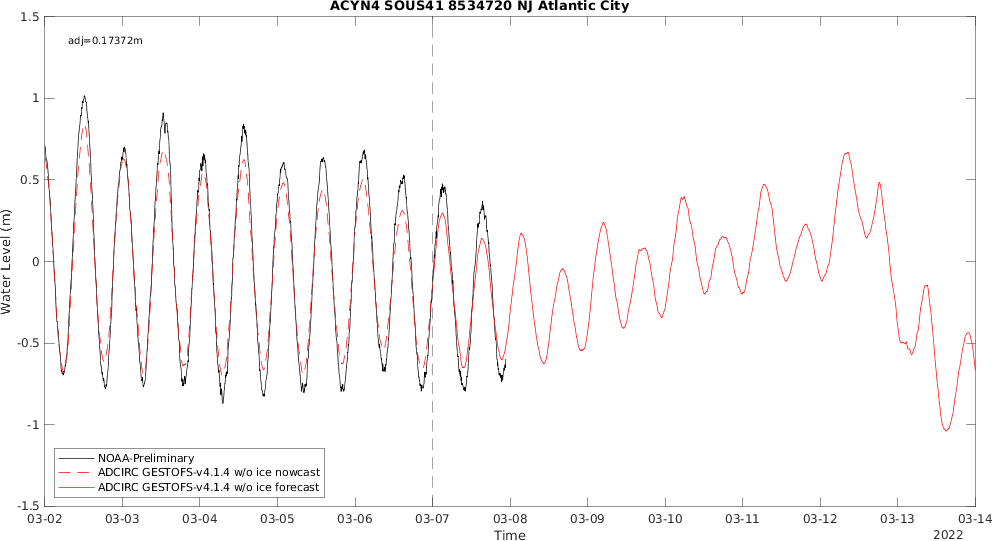 ACYN4 SOUS41 8534720 NJ Atlantic City
1.5
adj=0.17372m
1
0.5
0
-0.5
-1
-1.5
Water Level (m)
NOAA-Preliminary
ADCIRC GESTOFS-v4.1.4 w/o ice nowcast
ADCIRC GESTOFS-v4.1.4 w/o ice forecast
03-02 03-03 03-04 03-05 03-06 03-07 03-08 03-09 03-10 03-11 03-12 03-13 03-14
Time
2022